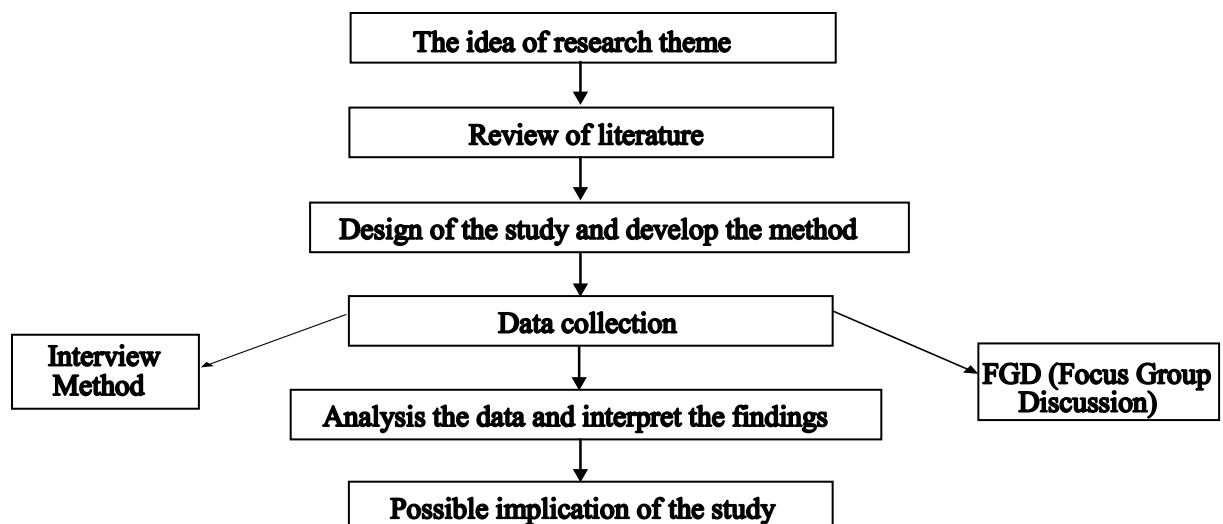 The idea of research theme
Review of literature
Design of the study and develop the method
Data collection
Interview
Method
FGD (Focus Group
Discussion)
Analysis the data and interpret the findings
Possible implication of the study